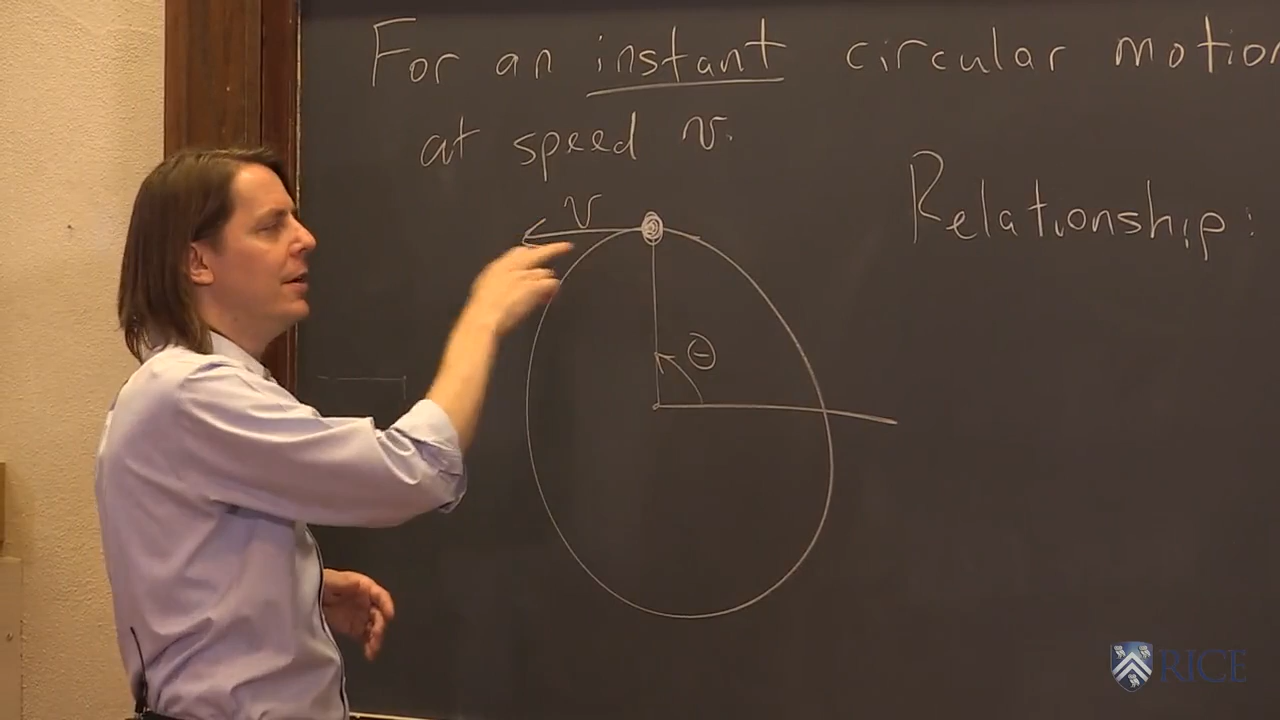 For an instant circular motion
at speed v.
Relationship:
v
θ
RICE